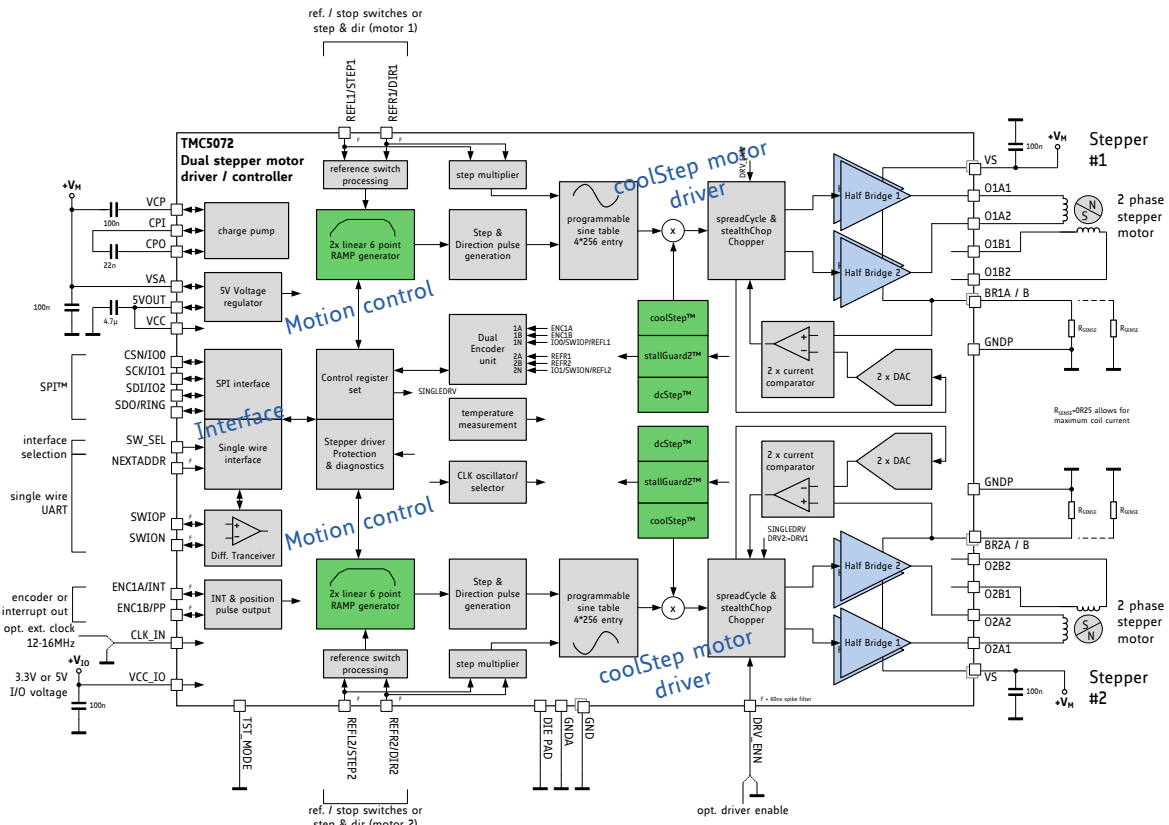 ref. / stop switches or
step & dir (motor 1)
REFL1/STEP1
REFR1/DIR1
F
F
TMC5072
Dual stepper motor
driver / controller
reference switch
processing
step multiplier
coolStep motor
driver
DRV_ENN
+VM
VCP
100n
CPI
CPO
22n
charge pump
VSA
5VOUT
VCC
100n
4.7µ
5V Voltage
regulator
2x linear 6 point
RAMP generator
Step &
Direction pulse
generation
programmable
sine table
4*256 entry
x
spreadCycle &
stealthChop
Chopper
Half Bridge 1
Half Bridge 2
VS
100n
+VM
Stepper
#1
O1A1
O1A2
O1B1
O1B2
BR1A / B
GNDP
S
N
2 phase
stepper
motor
RSENSE
RSENSE
RSENSE=0R25 allows for
maximum coil current
Motion control
coolStep™
stallGuard2™
dcStep™
2 x current
comparator
2 x DAC
Dual
Encoder
unit
1A
1B
1N
2A
2B
2N
ENC1A
ENC1B
IO0/SWIOP/REFL1
REFR1
REFR2
IO1/SWION/REFL2
SPI™
CSN/IO0
SCK/IO1
SDI/IO2
SDO/RING
F
F
F
F
SPI interface
Interface
Control register
set
SINGLEDRV
temperature
measurement
interface
selection
SW_SEL
NEXTADDR
F
Single wire
interface
Stepper driver
Protection
& diagnostics
CLK oscillator/
selector
single wire
UART
SWIOP
SWION
F
F
+
-
Diff. Tranceiver
Motion control
dcStep™
stallGuard2™
coolStep™
2 x current
comparator
2 x DAC
SINGLEDRV
DRV2:=DRV1
GNDP
RSENSE
RSENSE
BR2A / B
O2B2
O2B1
O2A2
O2A1
VS
encoder or
interrupt out
ENC1A/INT
ENC1B/PP
F
F
INT & position
pulse output
2x linear 6 point
RAMP generator
Step &
Direction pulse
generation
programmable
sine table
4*256 entry
x
spreadCycle &
stealthChop
Chopper
Half Bridge 2
Half Bridge 1
S
N
2 phase
stepper
motor
opt. ext. clock
12-16MHz
CLK_IN
+VIO
3.3V or 5V
I/O voltage
VCC_IO
100n
reference switch
processing
step multiplier
coolStep motor
driver
100n
+VM
Stepper
#2
F
F
F = 60ns spike filter
TST_MODE
REFL2/STEP2
REFR2/DIR2
DIE PAD
GNDA
GND
DRV_ENN
opt. driver enable
ref. / stop switches or
step & dir (motor 2)